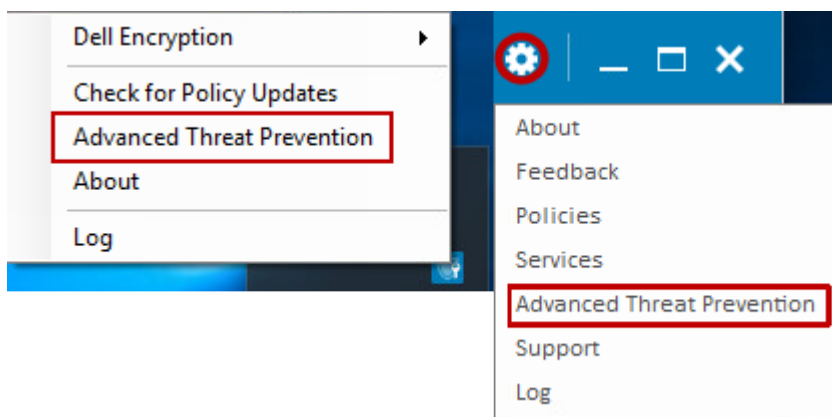 Dell Encryption
Check for Policy Updates
Advanced Threat Prevention
About
Log
About
Feedback
Policies
Services
Advanced Threat Prevention
Support
Log